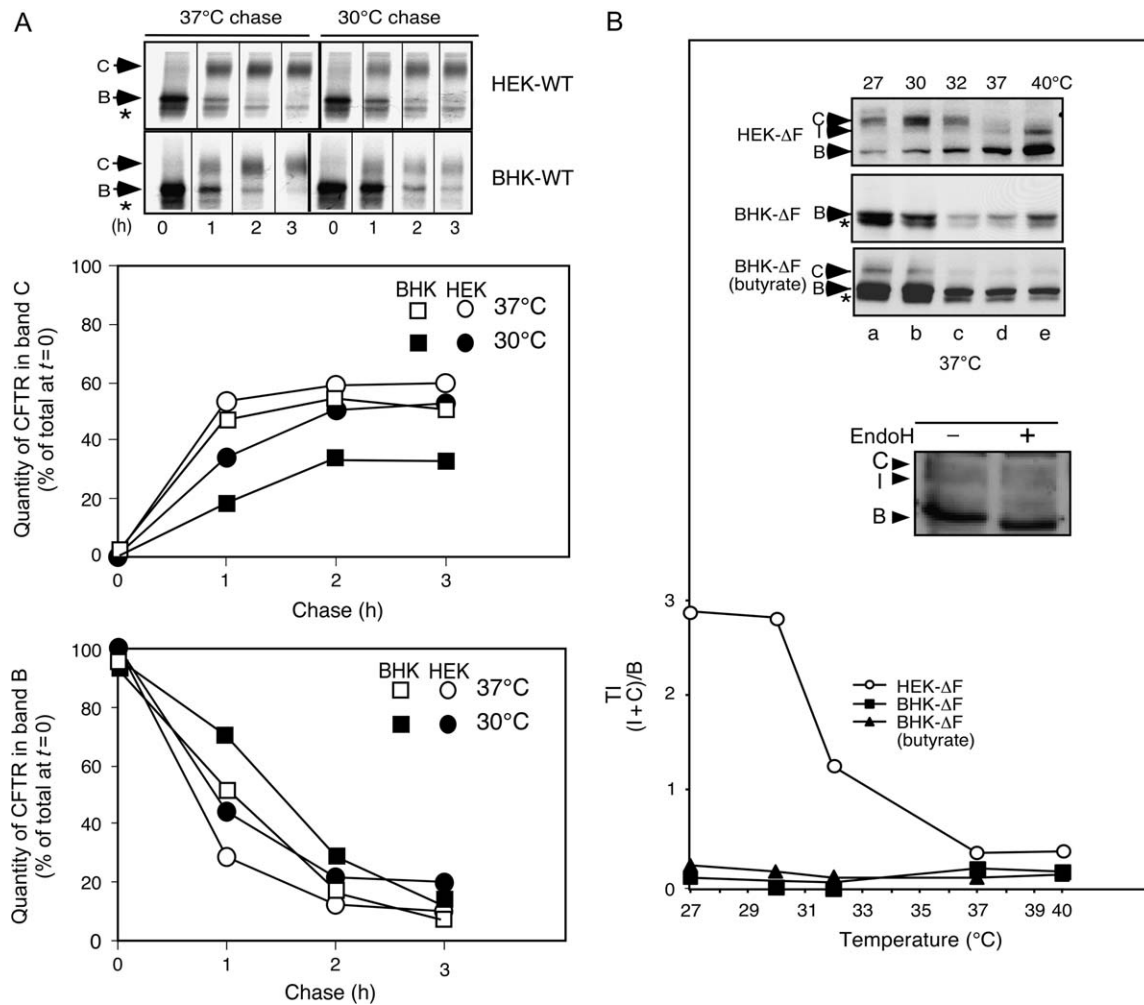 A
37°C chase 30°C chase
C
B
*
HEK-WT
C
B
*
BHK-WT
(h) 0 1 2 3 0 1 2 3
Quantity of CFTR in band C
(% of total at t=0)
100
80
60
40
20
0
BHK HEK
37°C
30°C
0 1 2 3
Chase (h)
Quantity of CFTR in band B
(% of total at t=0)
100
80
60
40
20
0
BHK HEK
37°C
30°C
0 1 2 3
Chase (h)
B
27 30 32 37 40°C
HEK-ΔF
C
I
B
BHK-ΔF
B
*
BHK-ΔF
(butyrate)
C
B
*
a b c d e
37°C
EndoH − +
C
I
B
TI
(I+C)/B
3
2
1
0
HEK-ΔF
BHK-ΔF
BHK-ΔF
(butyrate)
27 29 31 33 35 37 39 40
Temperature (°C)